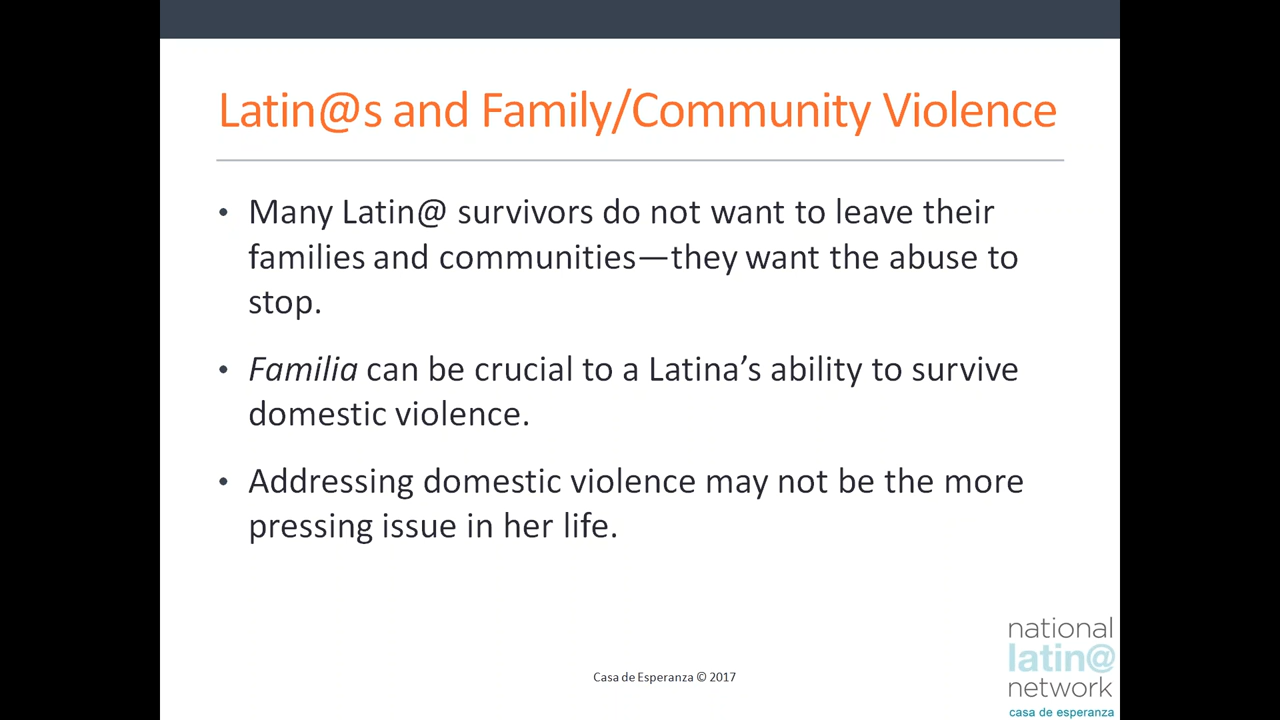 Latin@s and Family/Community Violence
• Many Latin@ survivors do not want to leave their
families and communities—they want the abuse to
stop.
• Familia can be crucial to a Latina’s ability to survive
domestic violence.
• Addressing domestic violence may not be the more
pressing issue in her life.
Casa de Esperanza © 2017
national
latin@
network
casa de esperanza